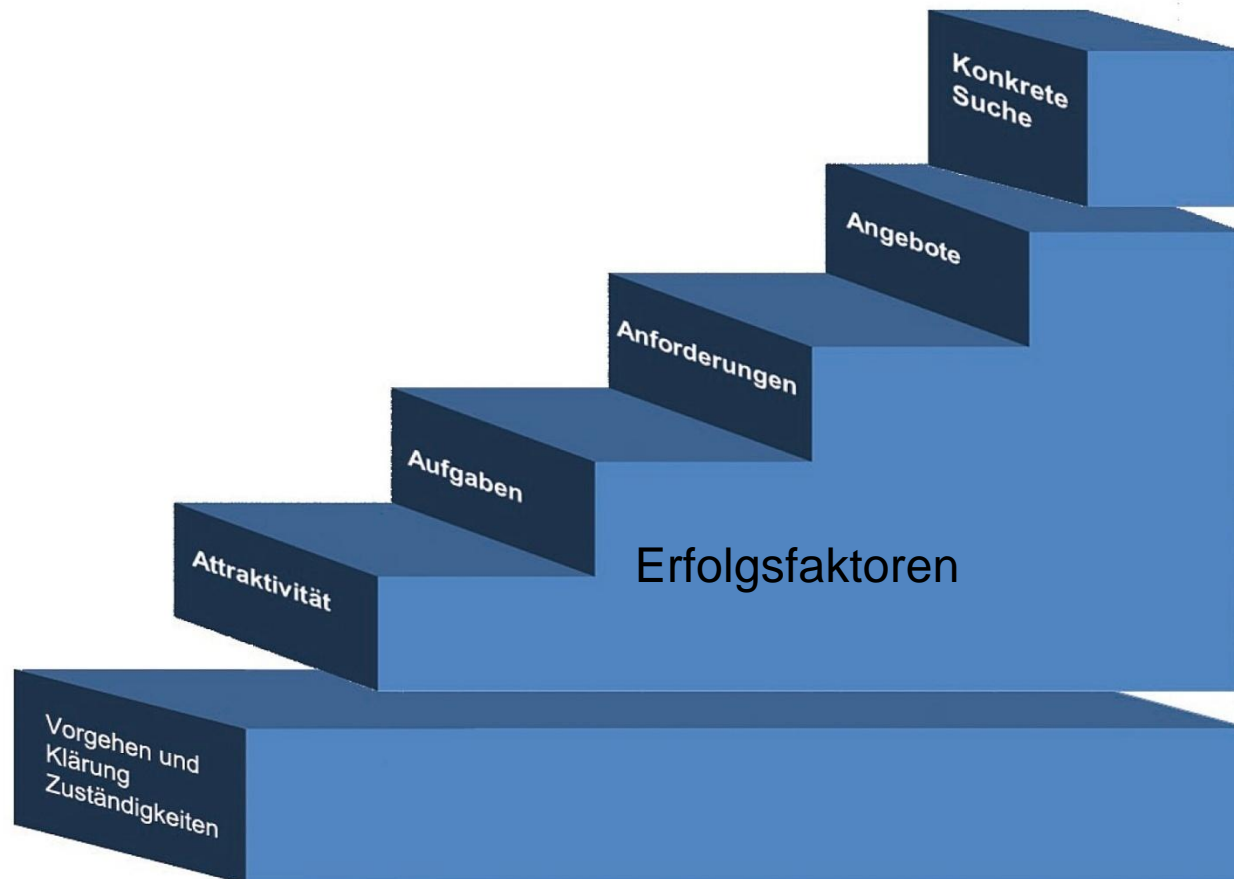 Konkrete
Suche
Angebote
Anforderungen
Aufgaben
Attraktivität
Erfolgsfaktoren
Vorgehen und
Klärung
Zuständigkeiten